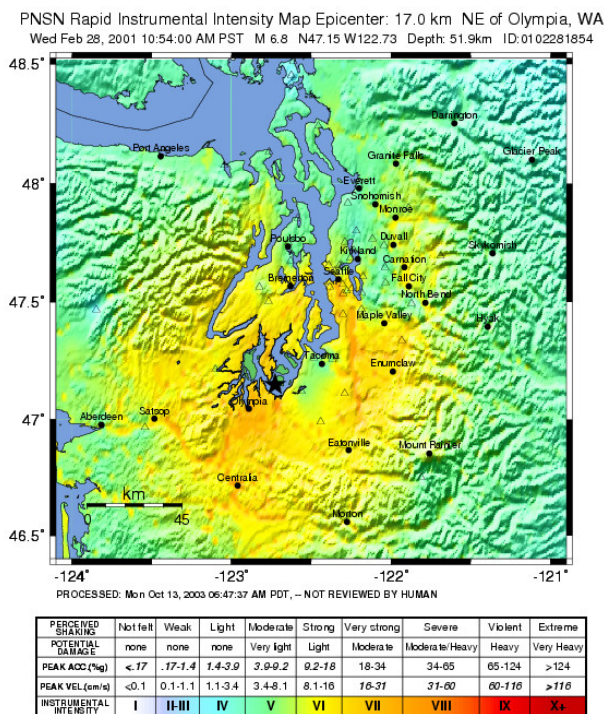 PNSN Rapid Instrumental Intensity Map Epicenter: 17.0 km NE of Olympia, WA
Wed Feb 28, 2001 10:54:00 AM PST M 6.8 N47.15 W122.73 Depth: 51.9km ID:0102281854
48.5
Darrington
Port Angeles
Granite Falls
Glacier Peak
48
Everett
Snohomish
Monroe
Poulsbo
Duvall
Kirkland
Skykomish
Carnation
Seattle
Bremerton
Fall City
47.5
North Bend
Maple Valley
Hyak
Tacoma
Enumclaw
Olympia
Aberdeen
Satsop
47
Eatonville
Mount Rainier
Centralia
km
45
Morton
46.5
-124
-123
-122
-121
PROCESSED: Mon Oct 13, 2003 06:47:37 AM PDT, -- NOT REVIEWED BY HUMAN
PERCEIVED SHAKING Not felt Weak Light Moderate Strong Very strong Severe Violent Extreme
POTENTIAL DAMAGE none none none Very light Light Moderate Moderate/Heavy Heavy Very Heavy
PEAK ACC.(%g) <.17 .17-1.4 1.4-3.9 3.9-9.2 9.2-18 18-34 34-65 65-124 >124
PEAK VEL.(cm/s) <0.1 0.1-1.1 1.1-3.4 3.4-8.1 8.1-16 16-31 31-60 60-116 >116
INSTRUMENTAL INTENSITY I II-III IV V VI VII VIII IX X+